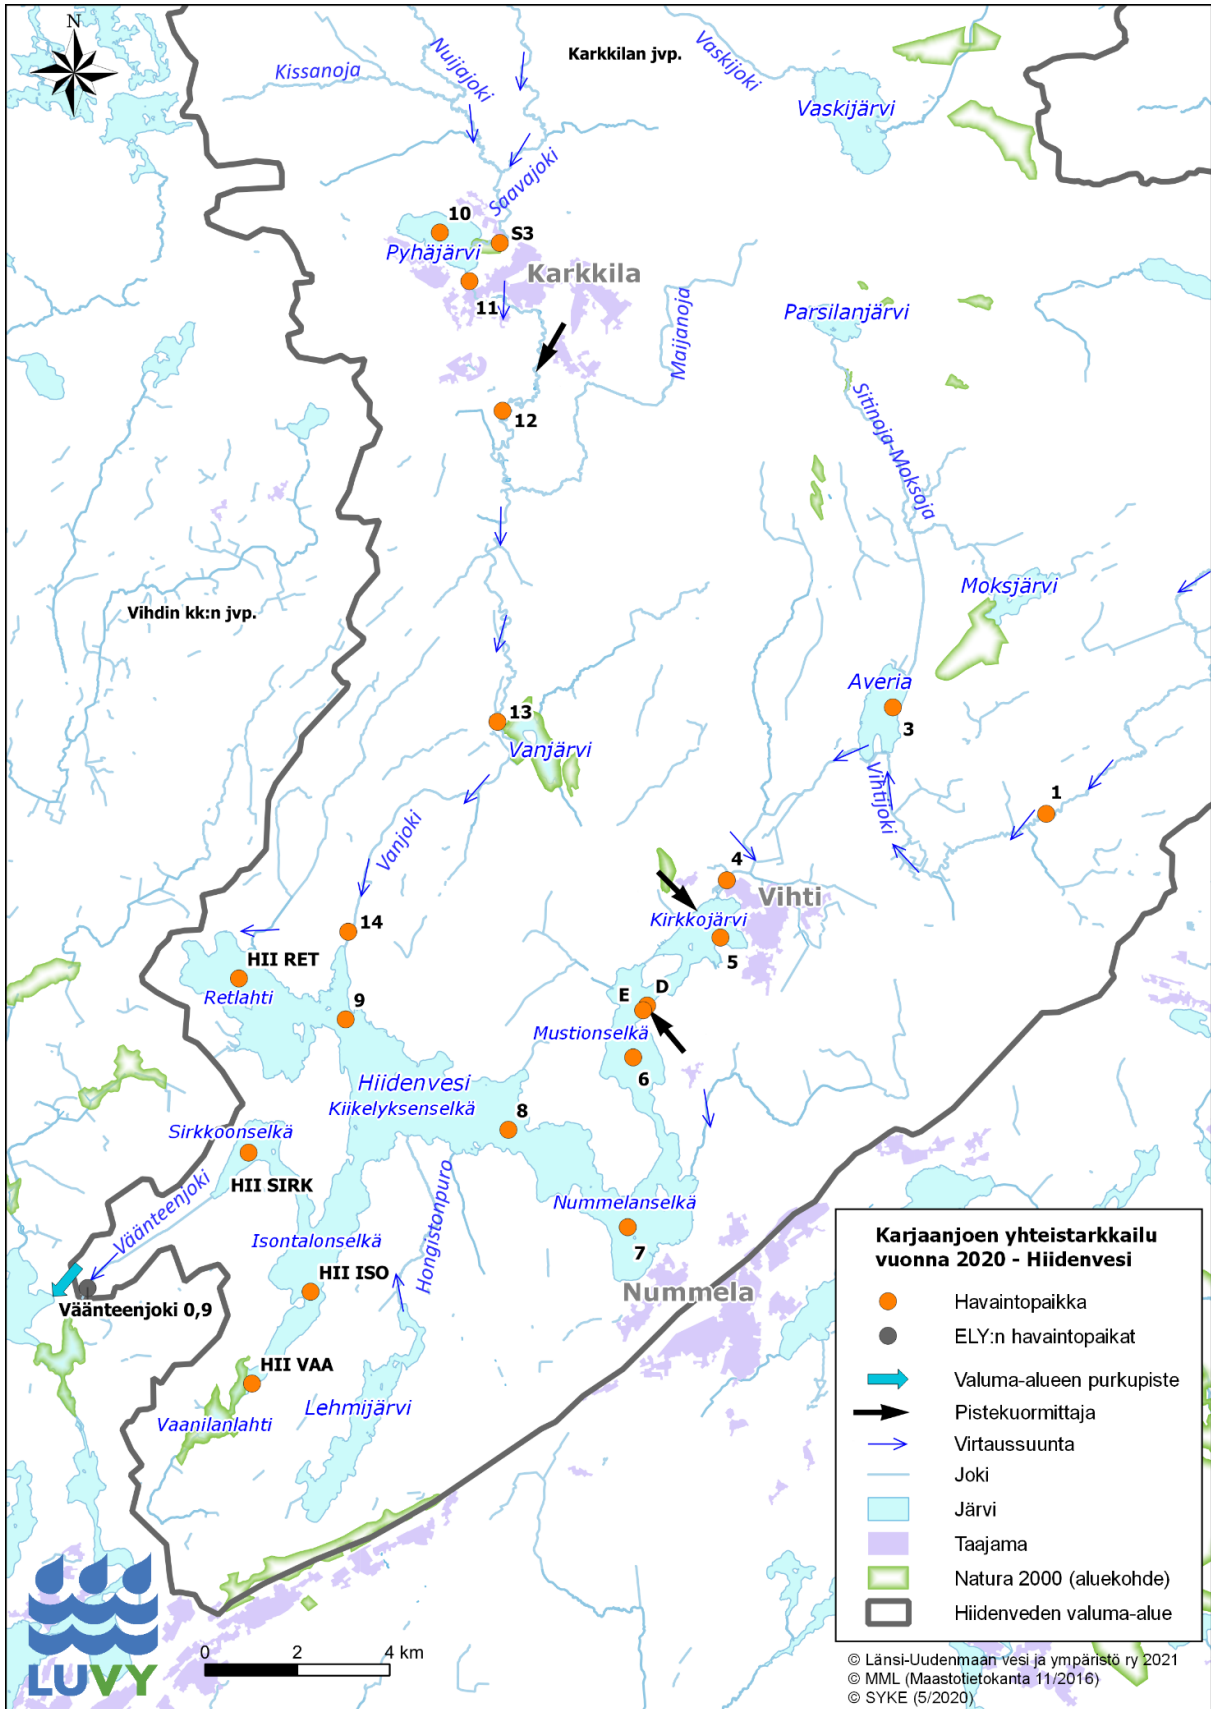 N
Karkkilan jvp.
Vaskijoki
Kissanoja
Nuijajoki
Vaskijärvi
Saavajoki
10
S3
Pyhäjärvi
Karkkila
11
Maijanoja
Parsilanjärvi
12
Sitinoja-Moksoja
Moksjärvi
Vihdin kk:n jvp.
Averia
13
3
Vanjärvi
Vihtijoki
1
Vanjoki
4
Vihti
Kirkkojärvi
14
5
HII RET
Retlahti
D
E
9
Mustionselkä
6
Hiidenvesi
Kiikelyksenselkä
8
Sirkkoonselkä
HII SIRK
Väänteenjoki
Hongistonpuro
Nummelanselkä
7
Isontalonselkä
HII ISO
Nummela
Väänteenjoki 0,9
HII VAA
Lehmijärvi
Vaanilanlahti
Karjaanjoen yhteistarkkailu
vuonna 2020 - Hiidenvesi
Havaintopaikka
ELY:n havaintopaikat
Valuma-alueen purkupiste
Pistekuormittaja
Virtaussuunta
Joki
Järvi
Taajama
Natura 2000 (aluekohde)
Hiidenveden valuma-alue
LUVY
0 2 4 km
© Länsi-Uudenmaan vesi ja ympäristö ry 2021
© MML (Maastotietokanta 11/2016)
© SYKE (5/2020)